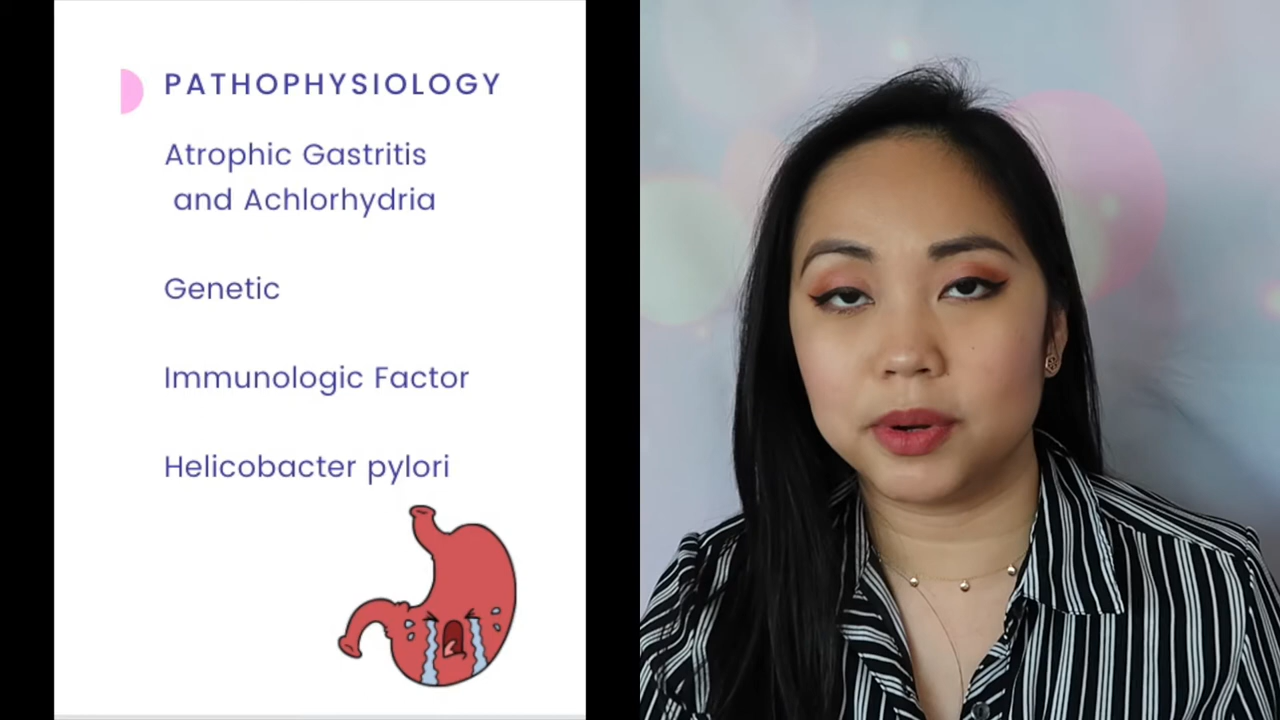 PATHOPHYSIOLOGY
Atrophic Gastritis
and Achlorhydria
Genetic
Immunologic Factor
Helicobacter pylori